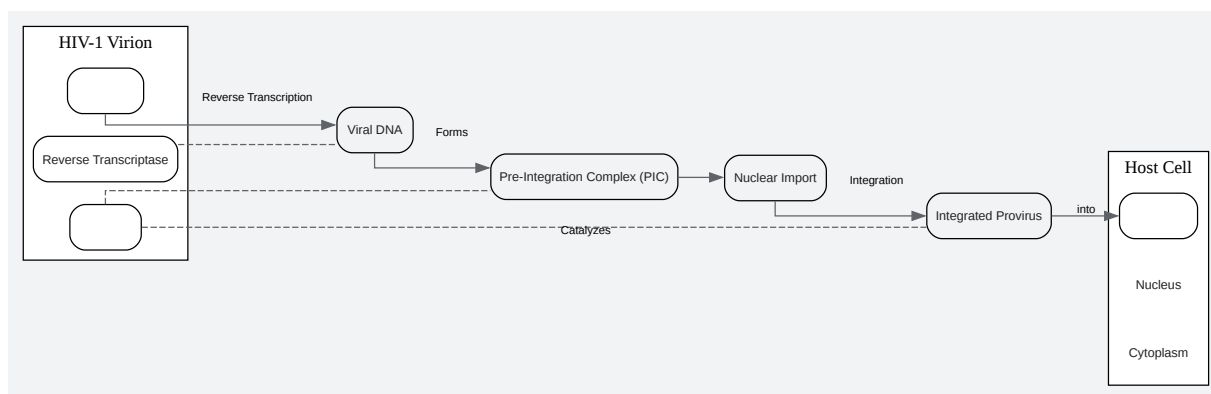 HIV-1 Virion
Reverse Transcription
Reverse Transcriptase
Viral DNA
Forms
Pre-Integration Complex (PIC)
Nuclear Import
Integration
Catalyzes
Integrated Provirus
into
Host Cell
Nucleus
Cytoplasm